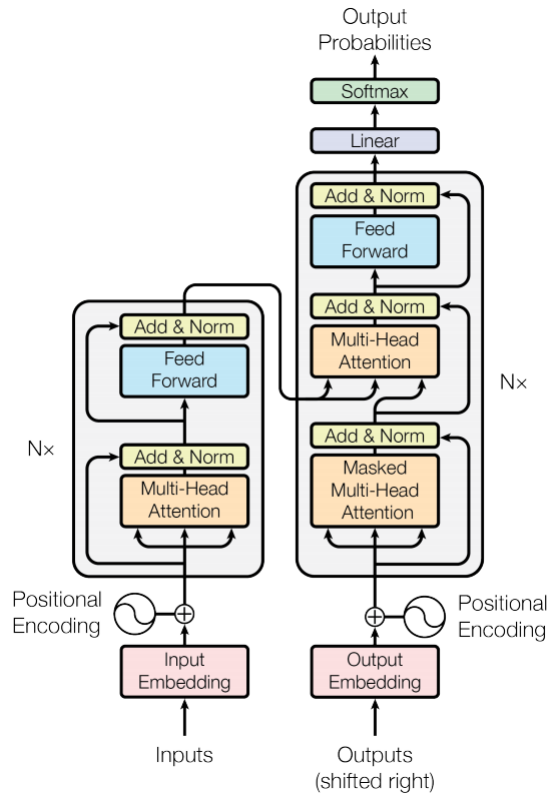 Output
Probabilities
Softmax
Linear
Add & Norm
Feed
Forward
Add & Norm
Multi-Head
Attention
N×
Add & Norm
Masked
Multi-Head
Attention
Add & Norm
Feed
Forward
N×
Add & Norm
Multi-Head
Attention
Positional
Encoding
Positional
Encoding
Input
Embedding
Output
Embedding
Inputs
Outputs
(shifted right)